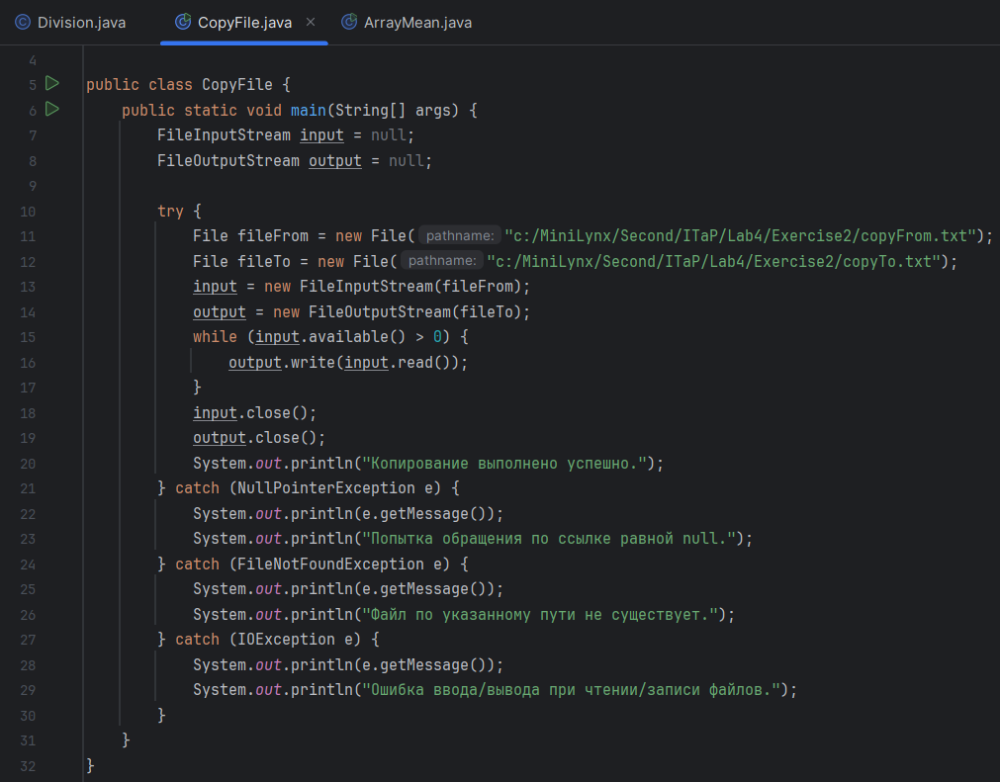 Division.java CopyFile.java × ArrayMean.java
4
5 public class CopyFile {
6 public static void main(String[] args) {
7 FileInputStream input = null;
8 FileOutputStream output = null;
9
10 try {
11 File fileFrom = new File( pathname: "c:/MiniLynx/Second/ITaP/Lab4/Exercise2/copyFrom.txt");
12 File fileTo = new File( pathname: "c:/MiniLynx/Second/ITaP/Lab4/Exercise2/copyTo.txt");
13 input = new FileInputStream(fileFrom);
14 output = new FileOutputStream(fileTo);
15 while (input.available() > 0) {
16 output.write(input.read());
17 }
18 input.close();
19 output.close();
20 System.out.println("Копирование выполнено успешно.");
21 } catch (NullPointerException e) {
22 System.out.println(e.getMessage());
23 System.out.println("Попытка обращения по ссылке равной null.");
24 } catch (FileNotFoundException e) {
25 System.out.println(e.getMessage());
26 System.out.println("Файл по указанному пути не существует.");
27 } catch (IOException e) {
28 System.out.println(e.getMessage());
29 System.out.println("Ошибка ввода/вывода при чтении/записи файлов.");
30 }
31 }
32 }